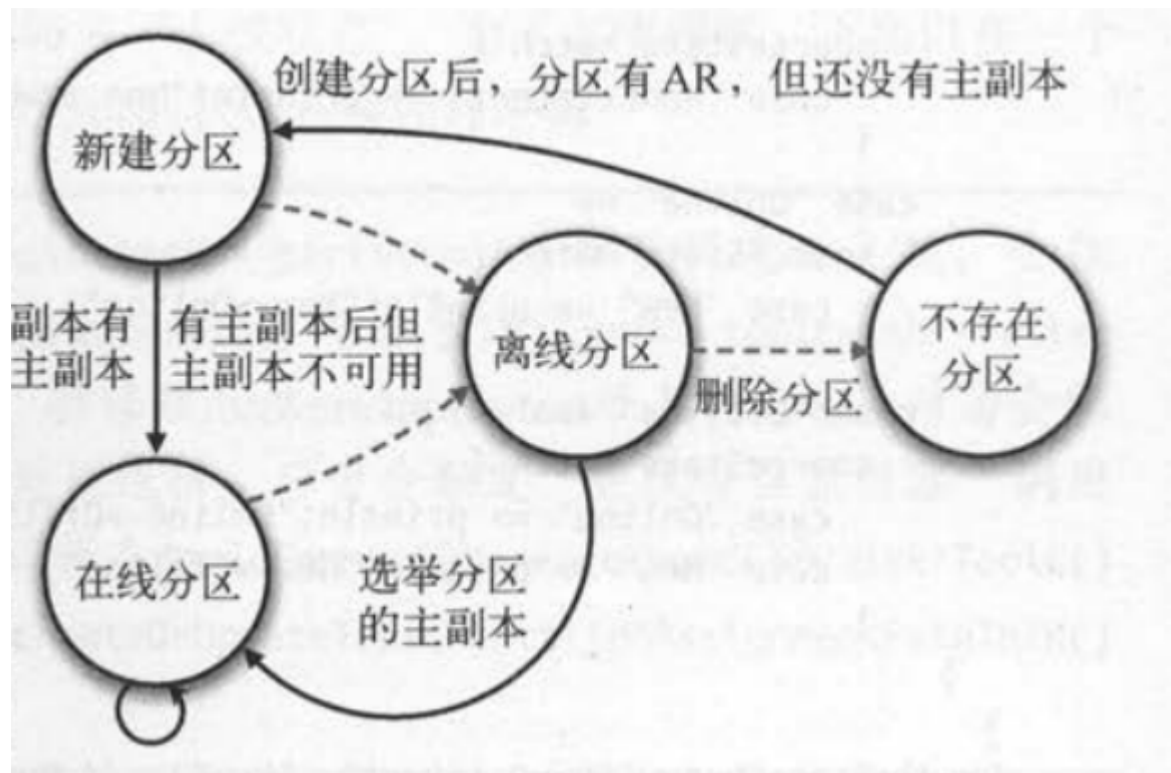 创建分区后，分区有AR，但还没有主副本
新建分区
副本有
主副本
有主副本后但
主副本不可用
离线分区
不存在
分区
删除分区
在线分区
选举分区
的主副本